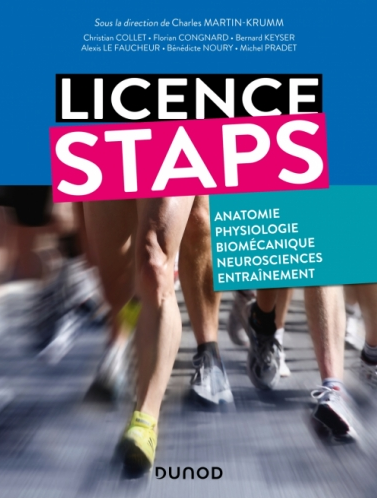 Sous la direction de Charles MARTIN-KRUMM
Christian COLLET • Florian CONGNARD • Bernard KEYSER
Alexis LE FAUCHEUR • Bénédicte NOURY • Michel PRADET
LICENCE
STAPS
ANATOMIE
PHYSIOLOGIE
BIOMÉCANIQUE
NEUROSCIENCES
ENTRAÎNEMENT
DUNOD